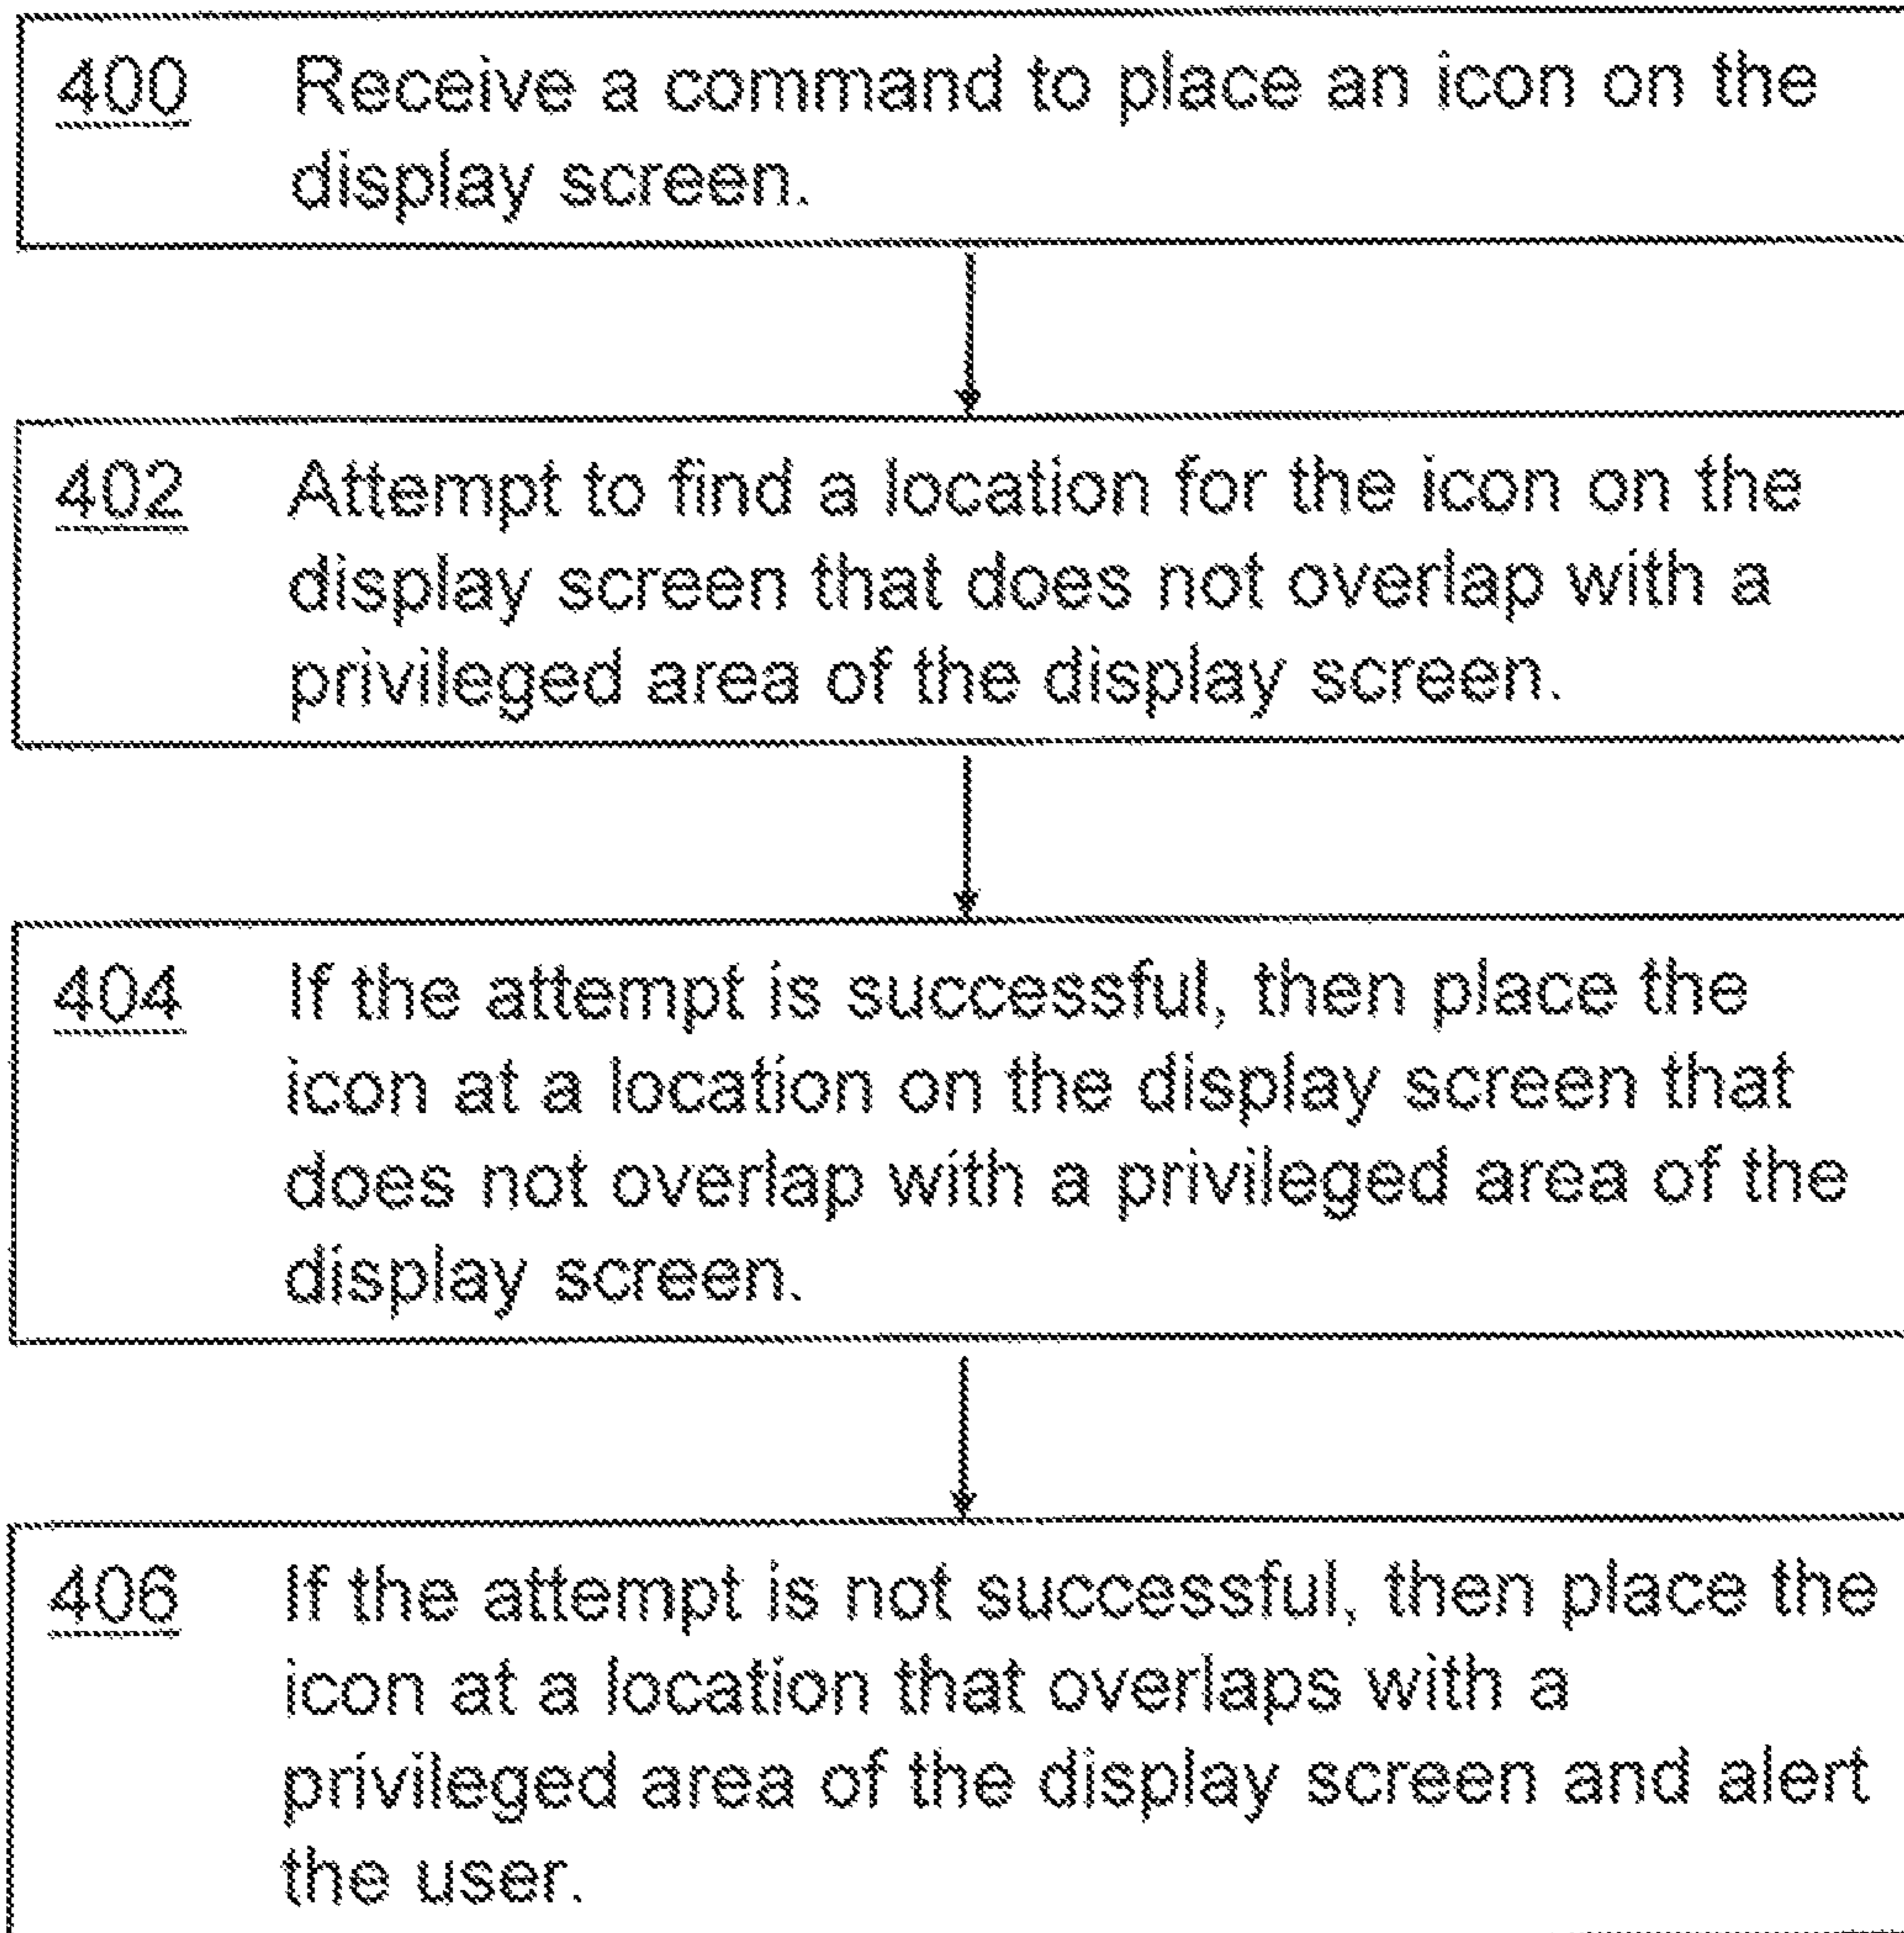 400 Receive a command to place an icon on the
display screen.
402 Attempt to find a location for the icon on the
display screen that does not overlap with a
privileged area of the display screen.
404 If the attempt is successful, then place the
icon at a location on the display screen that
does not overlap with a privileged area of the
display screen.
406 If the attempt is not successful, then place the
icon at a location that overlaps with a
privileged area of the display screen and alert
the user.